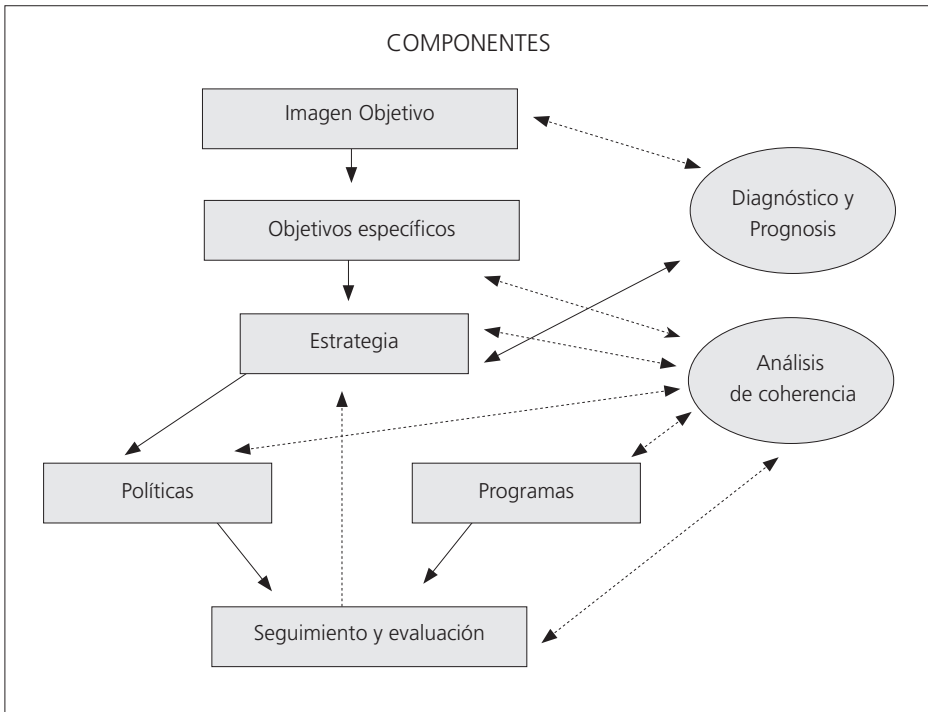 COMPONENTES
Imagen Objetivo
Diagnóstico y
Prognosis
Objetivos específicos
Estrategia
Análisis
de coherencia
Políticas
Programas
Seguimiento y evaluación